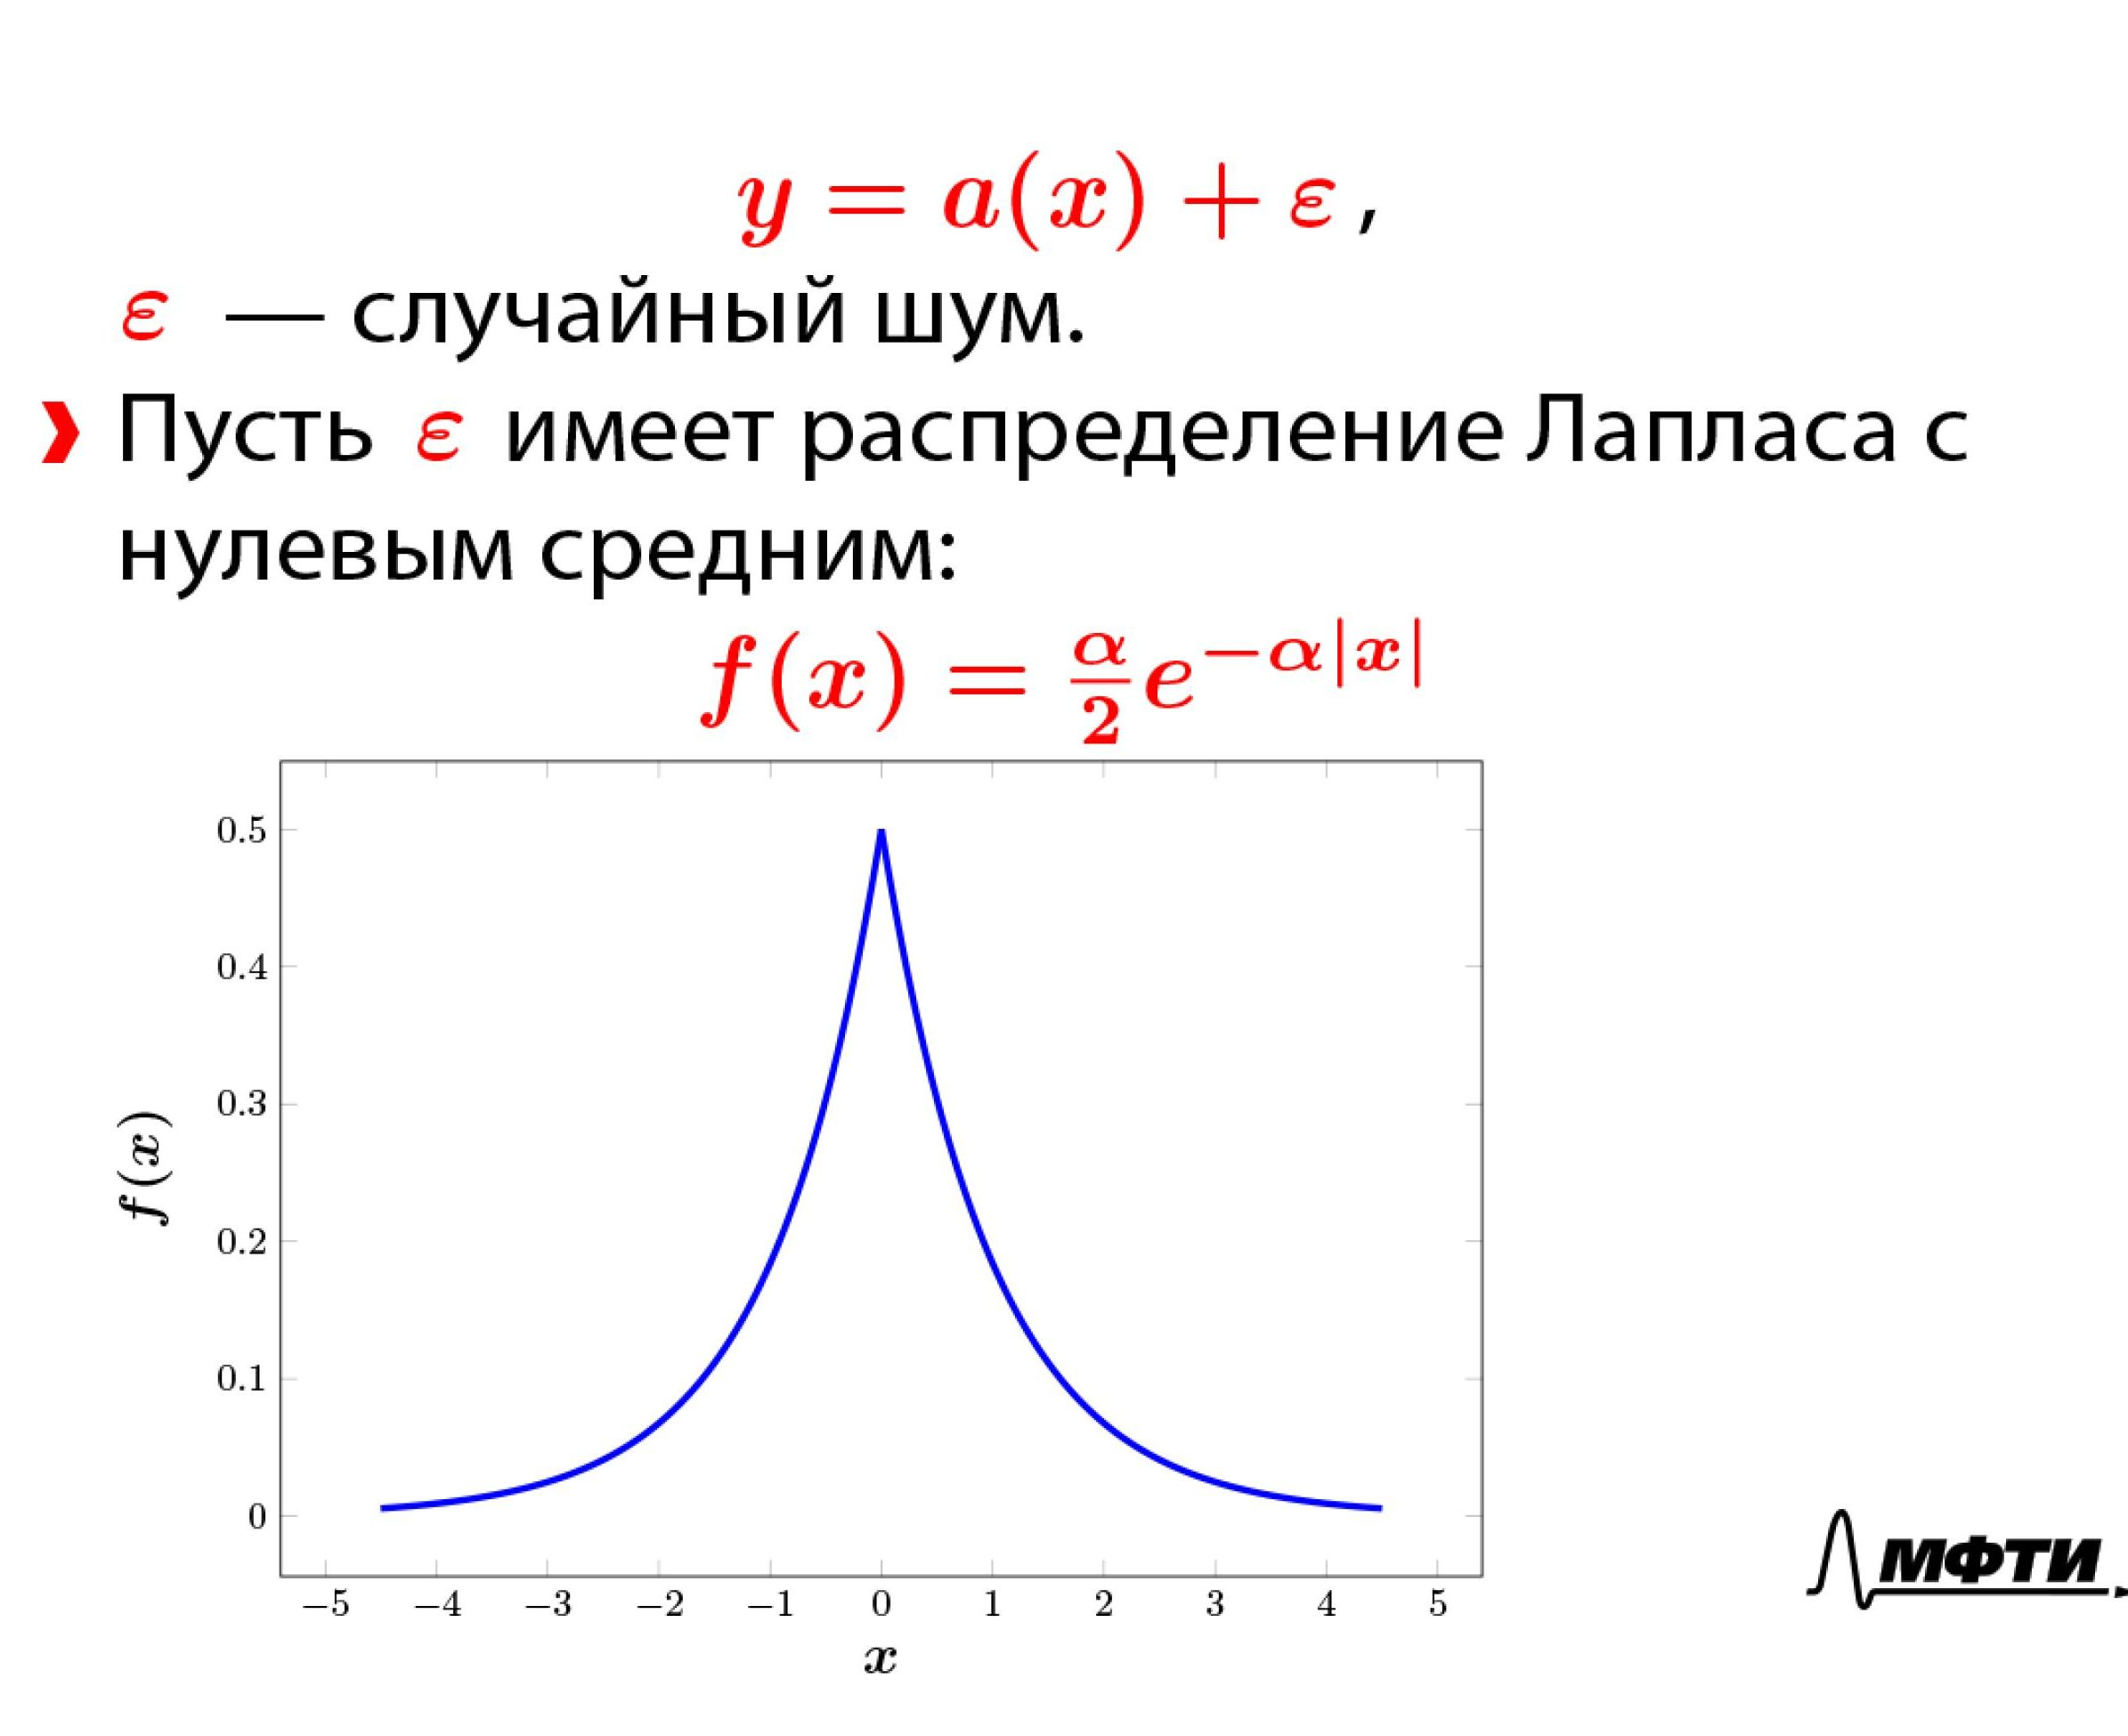 y = a(x) + ε,
ε — случайный шум.
Пусть ε имеет распределение Лапласа с
нулевым средним:
f(x) = α/2 e^{−α|x|}
0.5
0.4
0.3
0.2
0.1
0
f(x)
−5 −4 −3 −2 −1 0 1 2 3 4 5
x
МФТИ